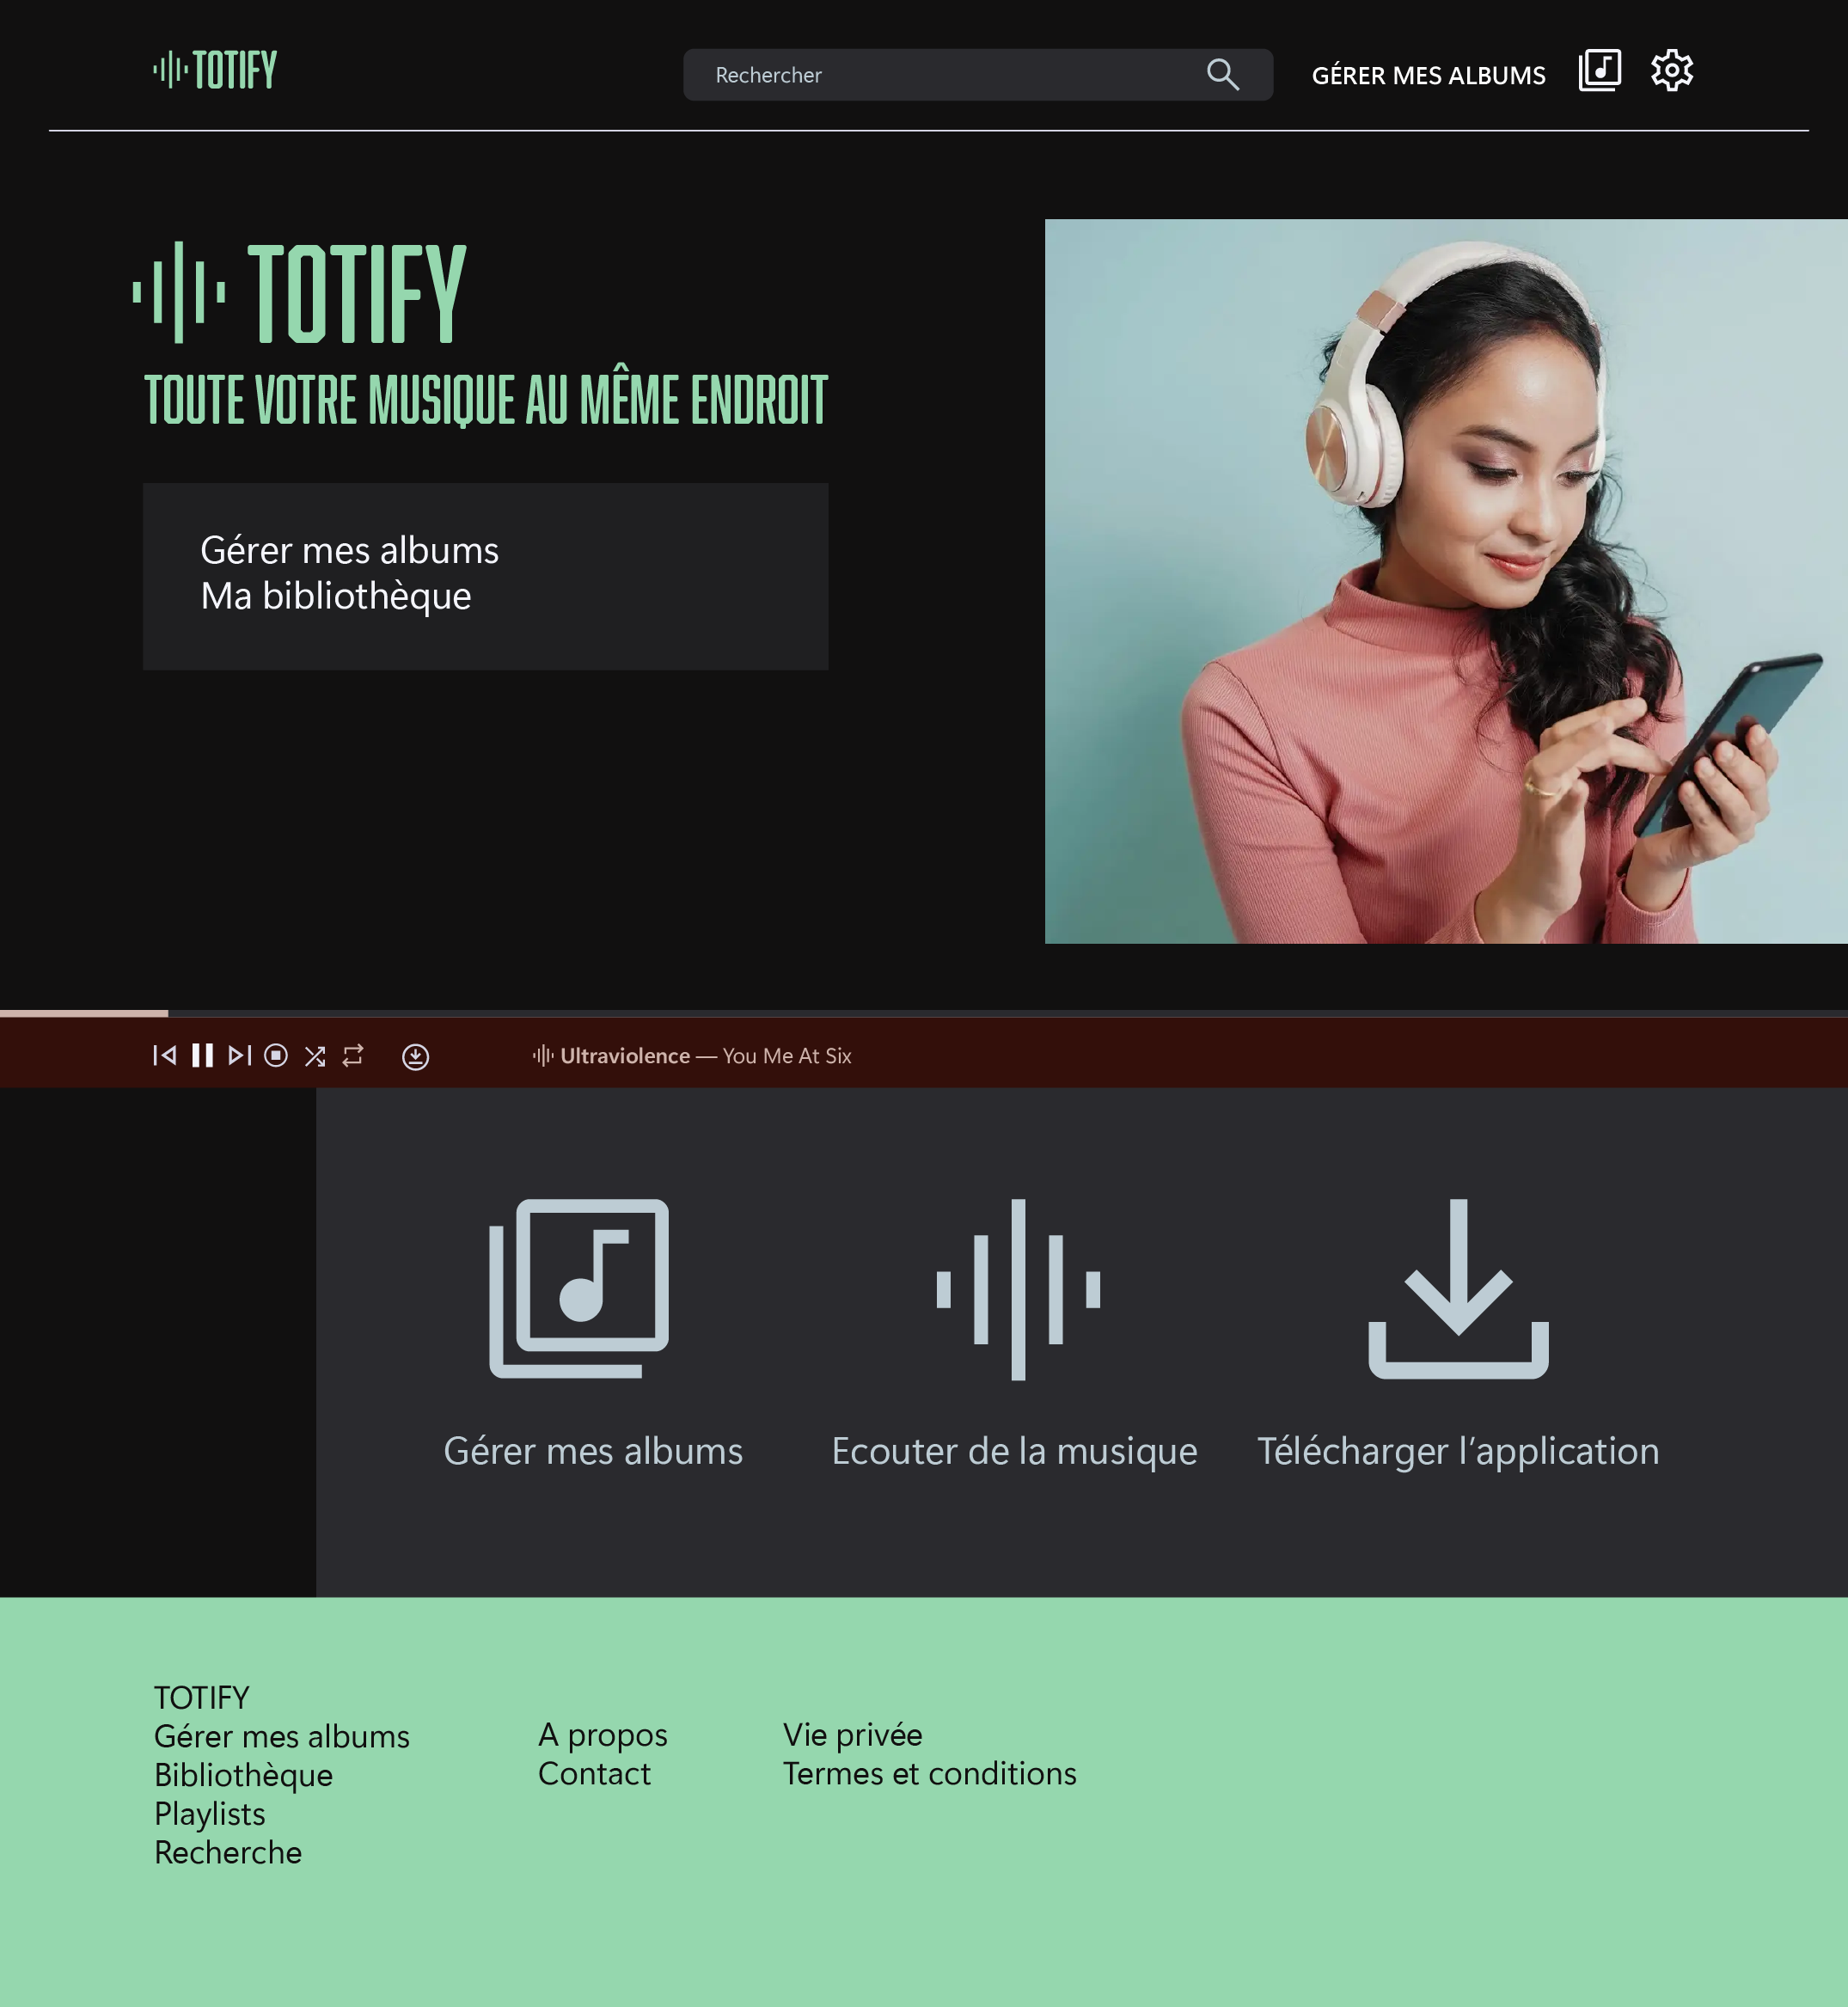 TOTIFY
Rechercher
GÉRER MES ALBUMS
TOTIFY
TOUTE VOTRE MUSIQUE AU MÊME ENDROIT
Gérer mes albums
Ma bibliothèque
Ultraviolence — You Me At Six
Gérer mes albums
Ecouter de la musique
Télécharger l’application
TOTIFY
Gérer mes albums
Bibliothèque
Playlists
Recherche
A propos
Contact
Vie privée
Termes et conditions